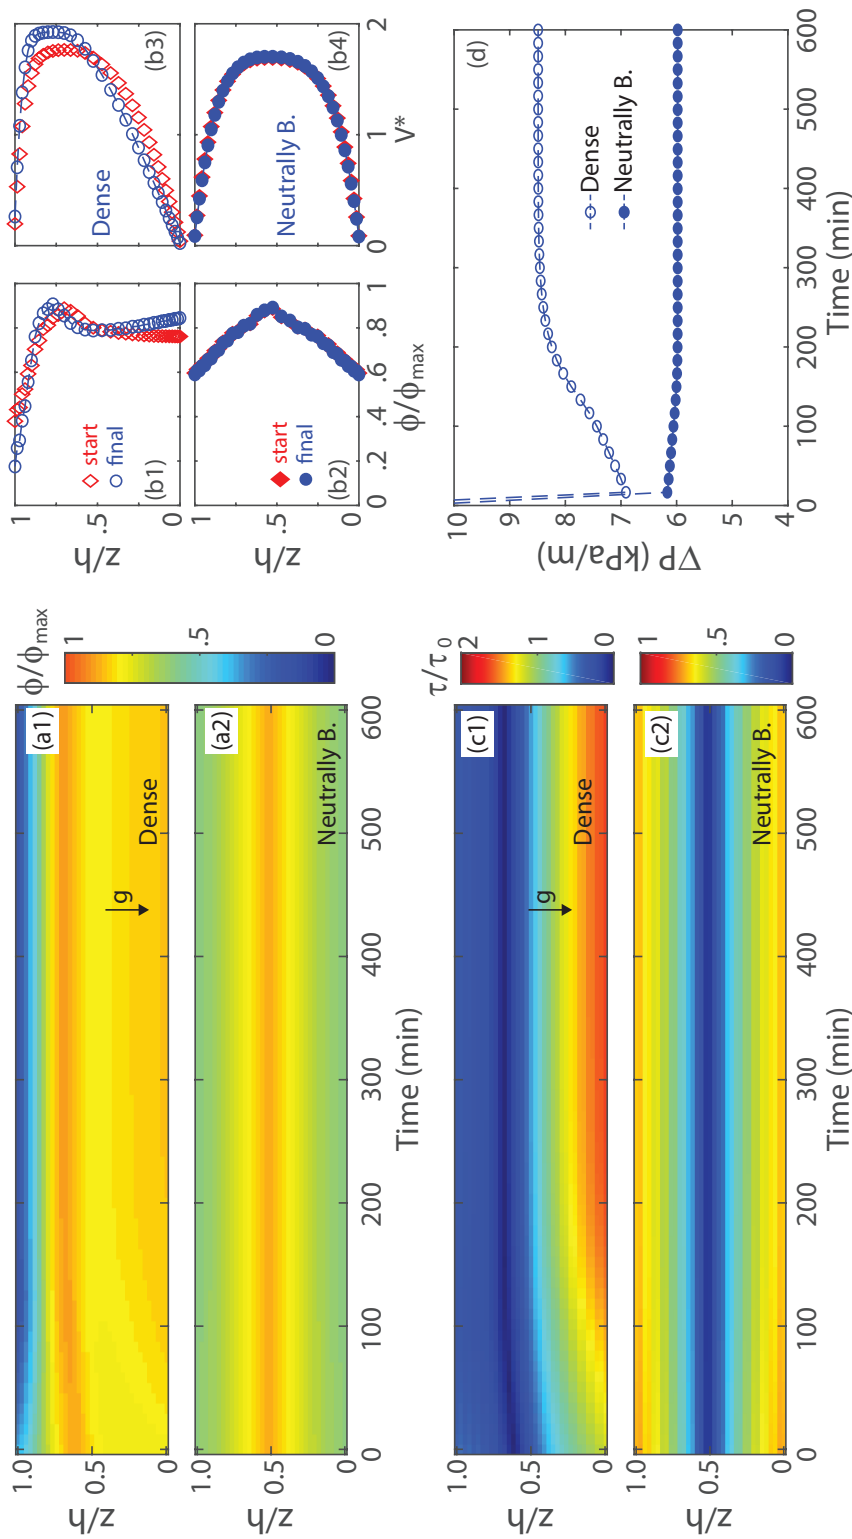 (a1)
ϕ/ϕmax
1.0
0.5
0
z/h
g
Dense
1
.5
0
(a2)
1.0
0.5
0
z/h
Neutrally B.
0 100 200 300 400 500 600
Time (min)
(b1)
1
.5
0
z/h
start
final
(b3)
Dense
(b2)
1
.5
0
z/h
start
final
0 .2 .4 .6 .8 1
ϕ/ϕmax
(b4)
Neutrally B.
0 1 2
V*
(c1)
τ/τ0
1.0
0.5
0
z/h
g
Dense
2
1
0
(c2)
1.0
0.5
0
z/h
Neutrally B.
1
.5
0
0 100 200 300 400 500 600
Time (min)
(d)
10
9
8
7
6
5
4
∇P (kPa/m)
Dense
Neutrally B.
0 100 200 300 400 500 600
Time (min)